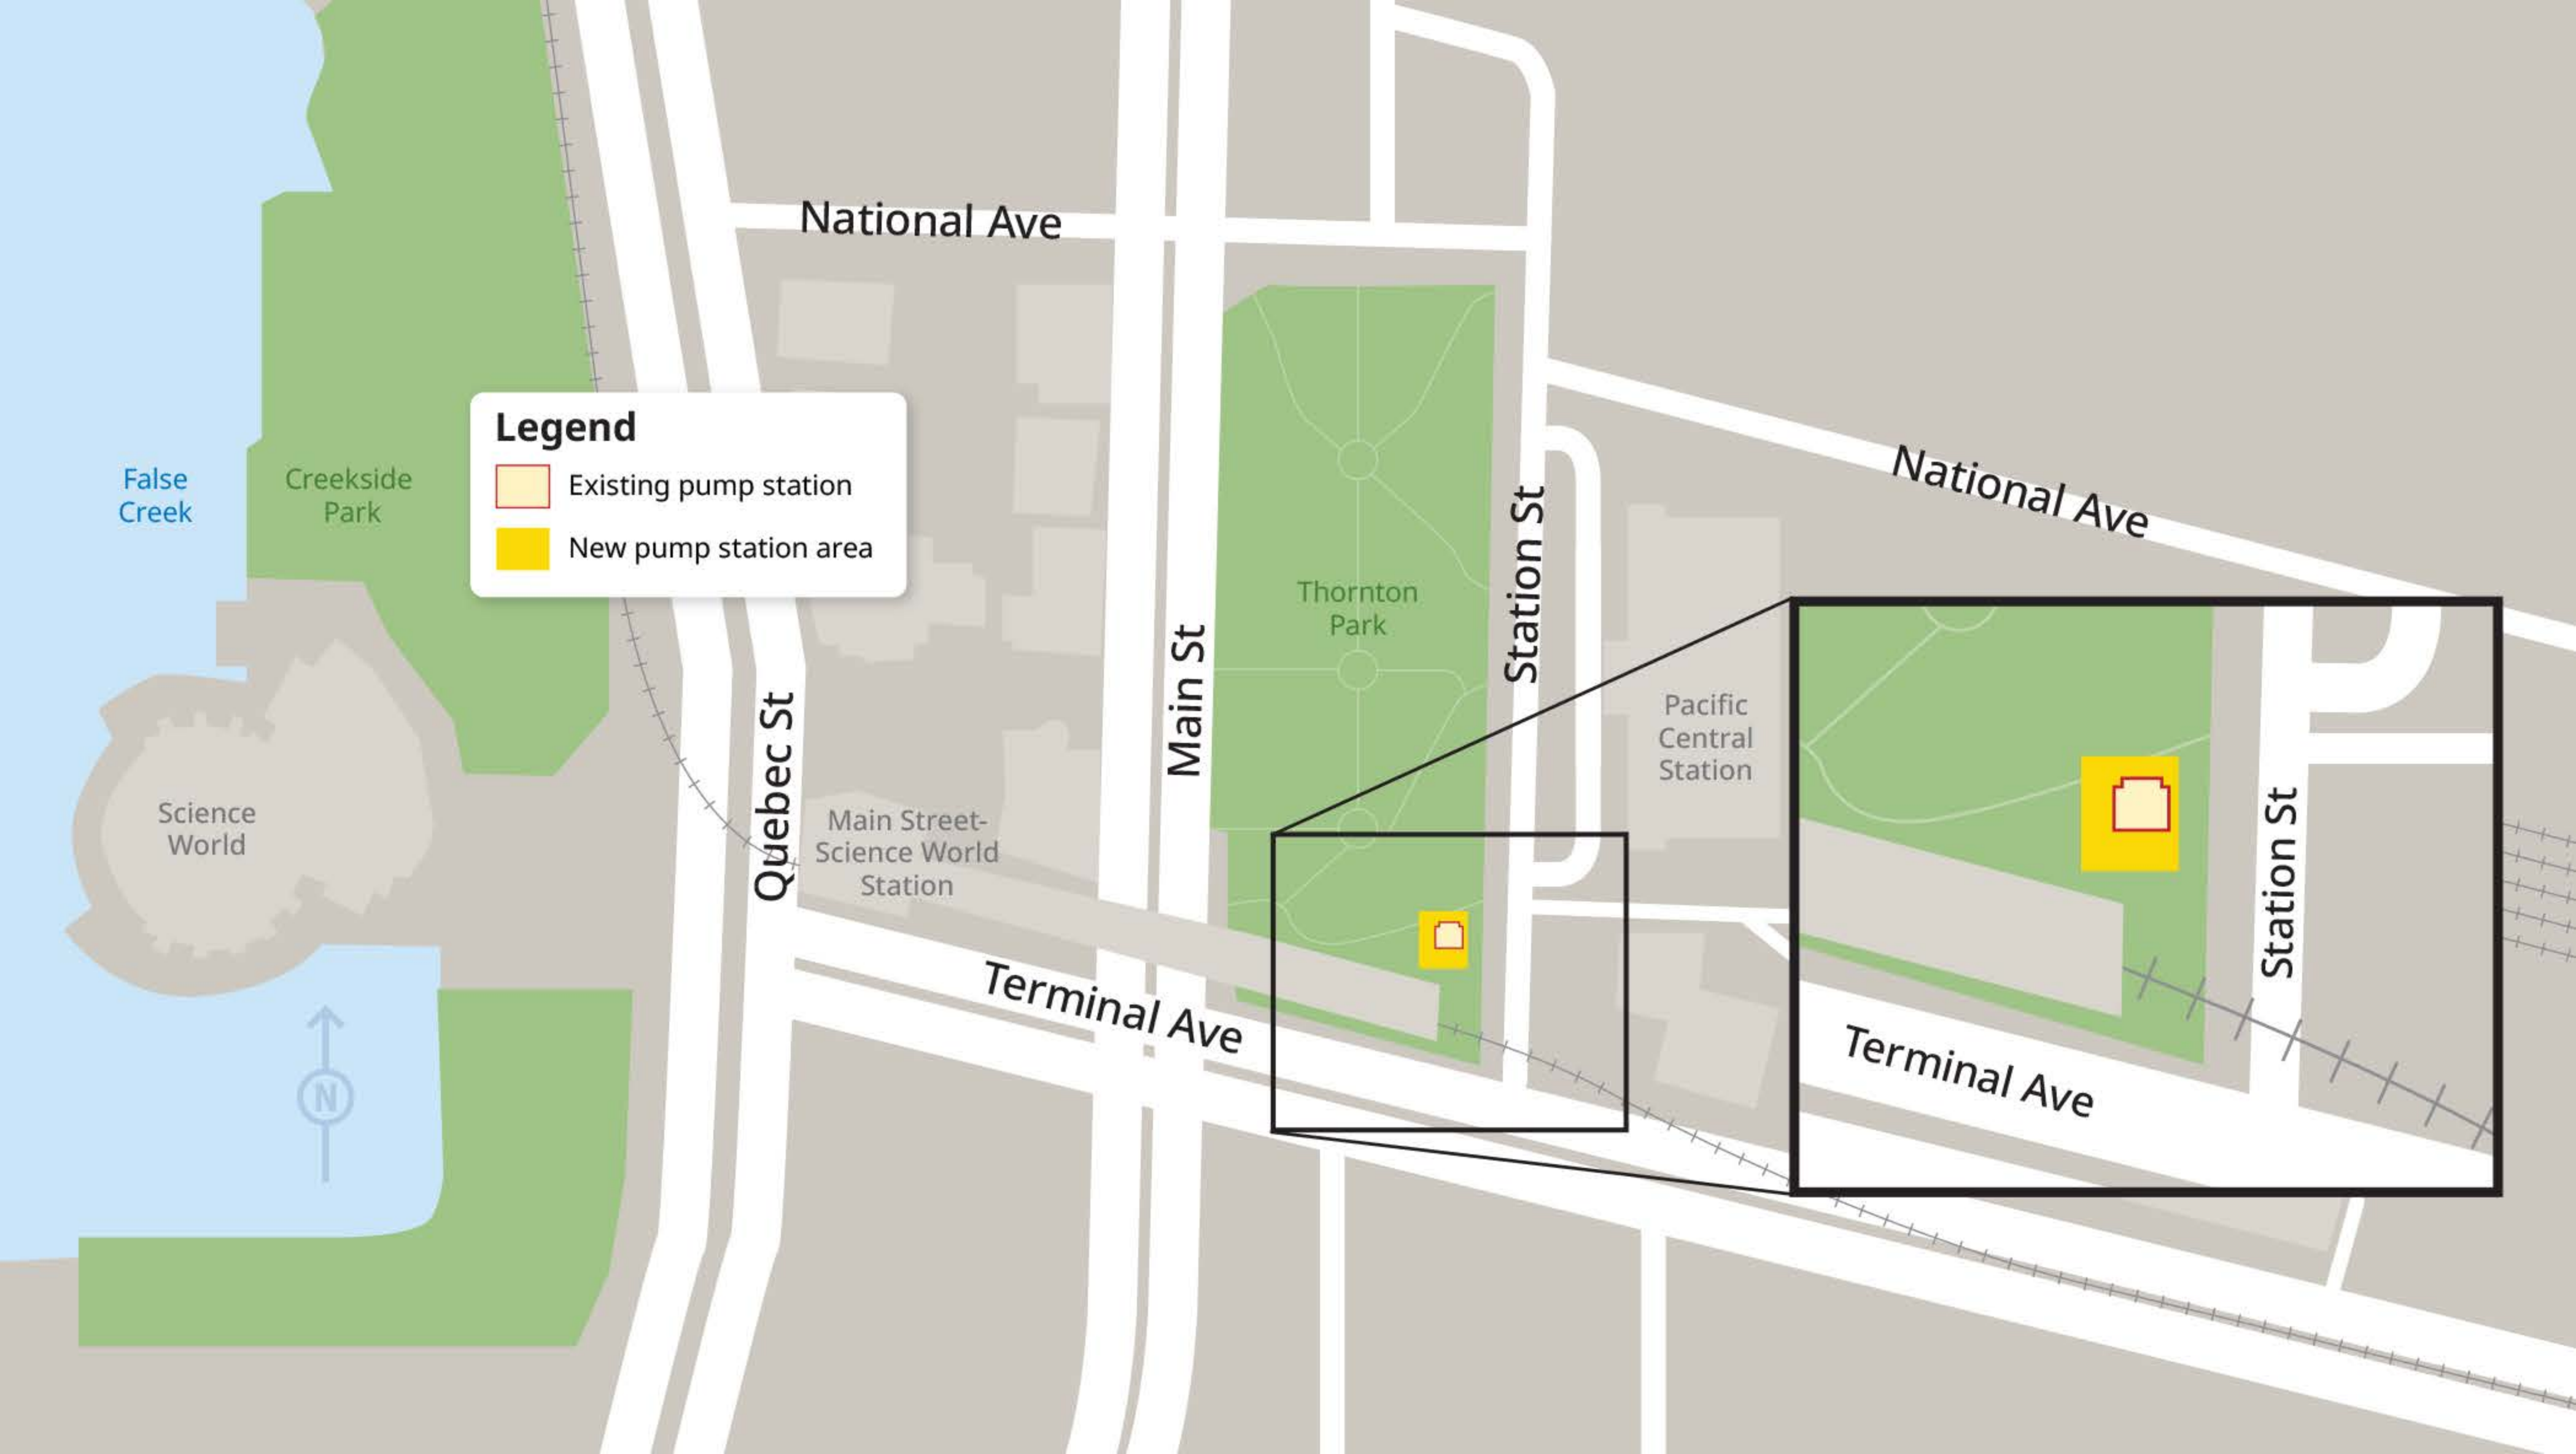 National Ave
Legend
Existing pump station
New pump station area
False
Creek
Creekside
Park
National Ave
Station St
Thornton
Park
Main St
Quebec St
Pacific
Central
Station
Science
World
Main Street-
Science World
Station
Station St
Terminal Ave
Terminal Ave
N